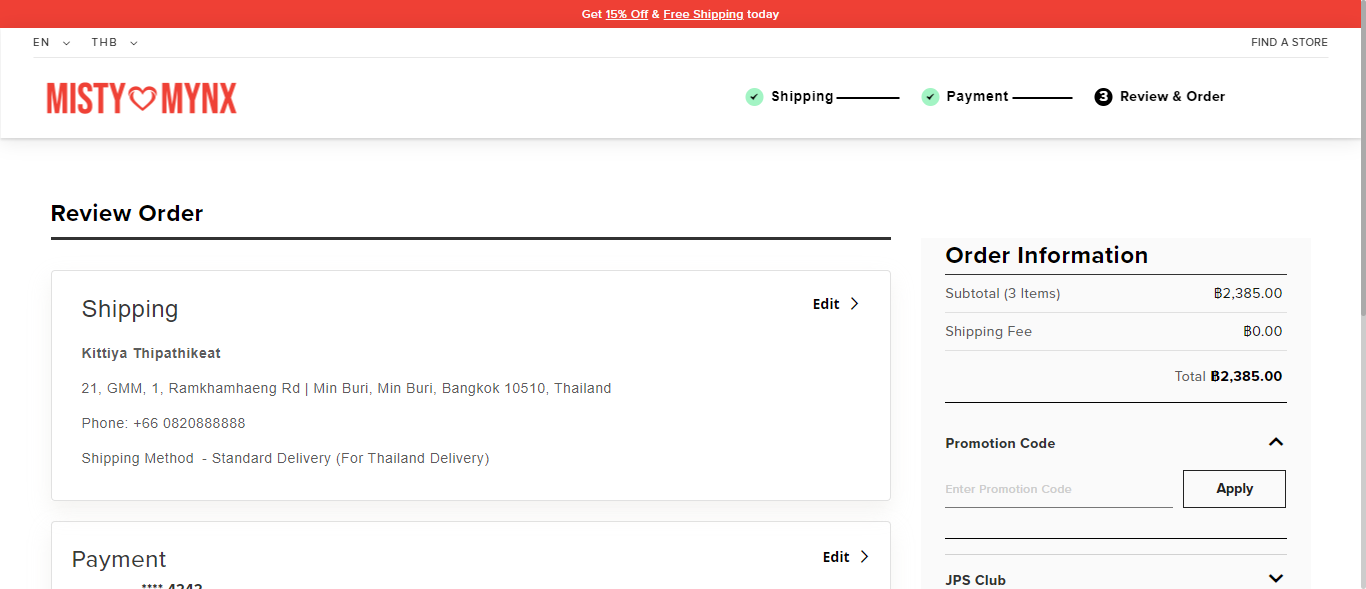 Get 15% Off & Free Shipping today
EN THB FIND A STORE
MISTY MYNX
Shipping Payment 3 Review & Order
Review Order
Shipping Edit
Kittiya Thipathikeat
21, GMM, 1, Ramkhamhaeng Rd | Min Buri, Min Buri, Bangkok 10510, Thailand
Phone: +66 0820888888
Shipping Method - Standard Delivery (For Thailand Delivery)
Payment Edit
**** 4242
Order Information
Subtotal (3 Items) ฿2,385.00
Shipping Fee ฿0.00
Total ฿2,385.00
Promotion Code
Enter Promotion Code Apply
JPS Club